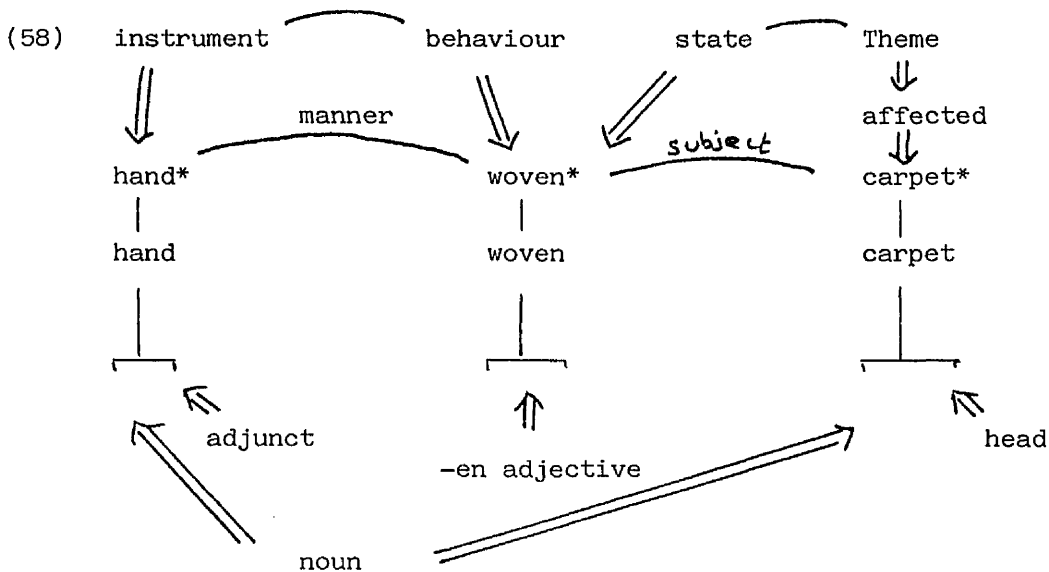 (58) instrument behaviour state Theme
affected
manner subject
hand* woven* carpet*
hand woven carpet
adjunct head
-en adjective
noun